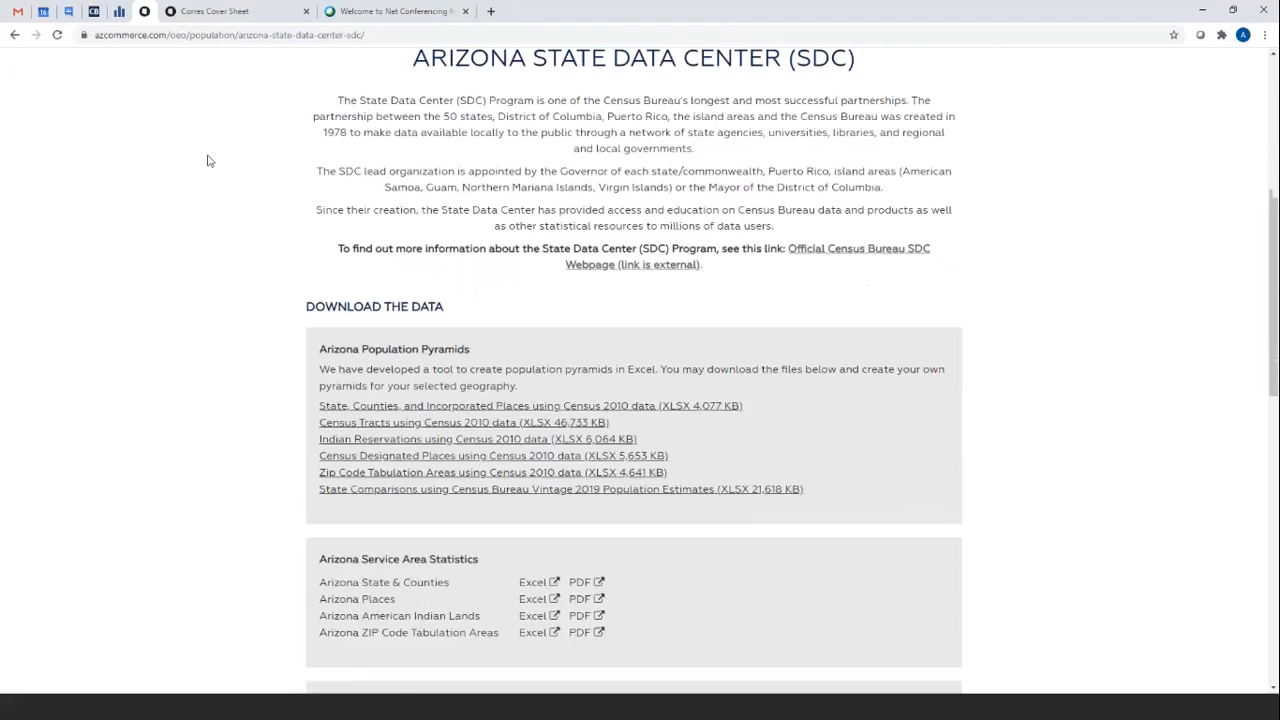 16
CB
Corres Cover Sheet
Welcome to Net Conferencing fr
azcommerce.com/oeo/population/arizona-state-data-center-sdc/
A
ARIZONA STATE DATA CENTER (SDC)
The State Data Center (SDC) Program is one of the Census Bureau's longest and most successful partnerships. The
partnership between the 50 states, District of Columbia, Puerto Rico, the island areas and the Census Bureau was created in
1978 to make data available locally to the public through a network of state agencies, universities, libraries, and regional
and local governments.
The SDC lead organization is appointed by the Governor of each state/commonwealth, Puerto Rico, island areas (American
Samoa, Guam, Northern Mariana Islands, Virgin Islands) or the Mayor of the District of Columbia.
Since their creation, the State Data Center has provided access and education on Census Bureau data and products as well
as other statistical resources to millions of data users.
To find out more information about the State Data Center (SDC) Program, see this link: Official Census Bureau SDC
Webpage (link is external).
DOWNLOAD THE DATA
Arizona Population Pyramids
We have developed a tool to create population pyramids in Excel. You may download the files below and create your own
pyramids for your selected geography.
State, Counties, and Incorporated Places using Census 2010 data (XLSX 4,077 KB)
Census Tracts using Census 2010 data (XLSX 46,733 KB)
Indian Reservations using Census 2010 data (XLSX 6,064 KB)
Census Designated Places using Census 2010 data (XLSX 5,653 KB)
Zip Code Tabulation Areas using Census 2010 data (XLSX 4,641 KB)
State Comparisons using Census Bureau Vintage 2019 Population Estimates (XLSX 21,618 KB)
Arizona Service Area Statistics
Arizona State & Counties Excel PDF
Arizona Places Excel PDF
Arizona American Indian Lands Excel PDF
Arizona ZIP Code Tabulation Areas Excel PDF